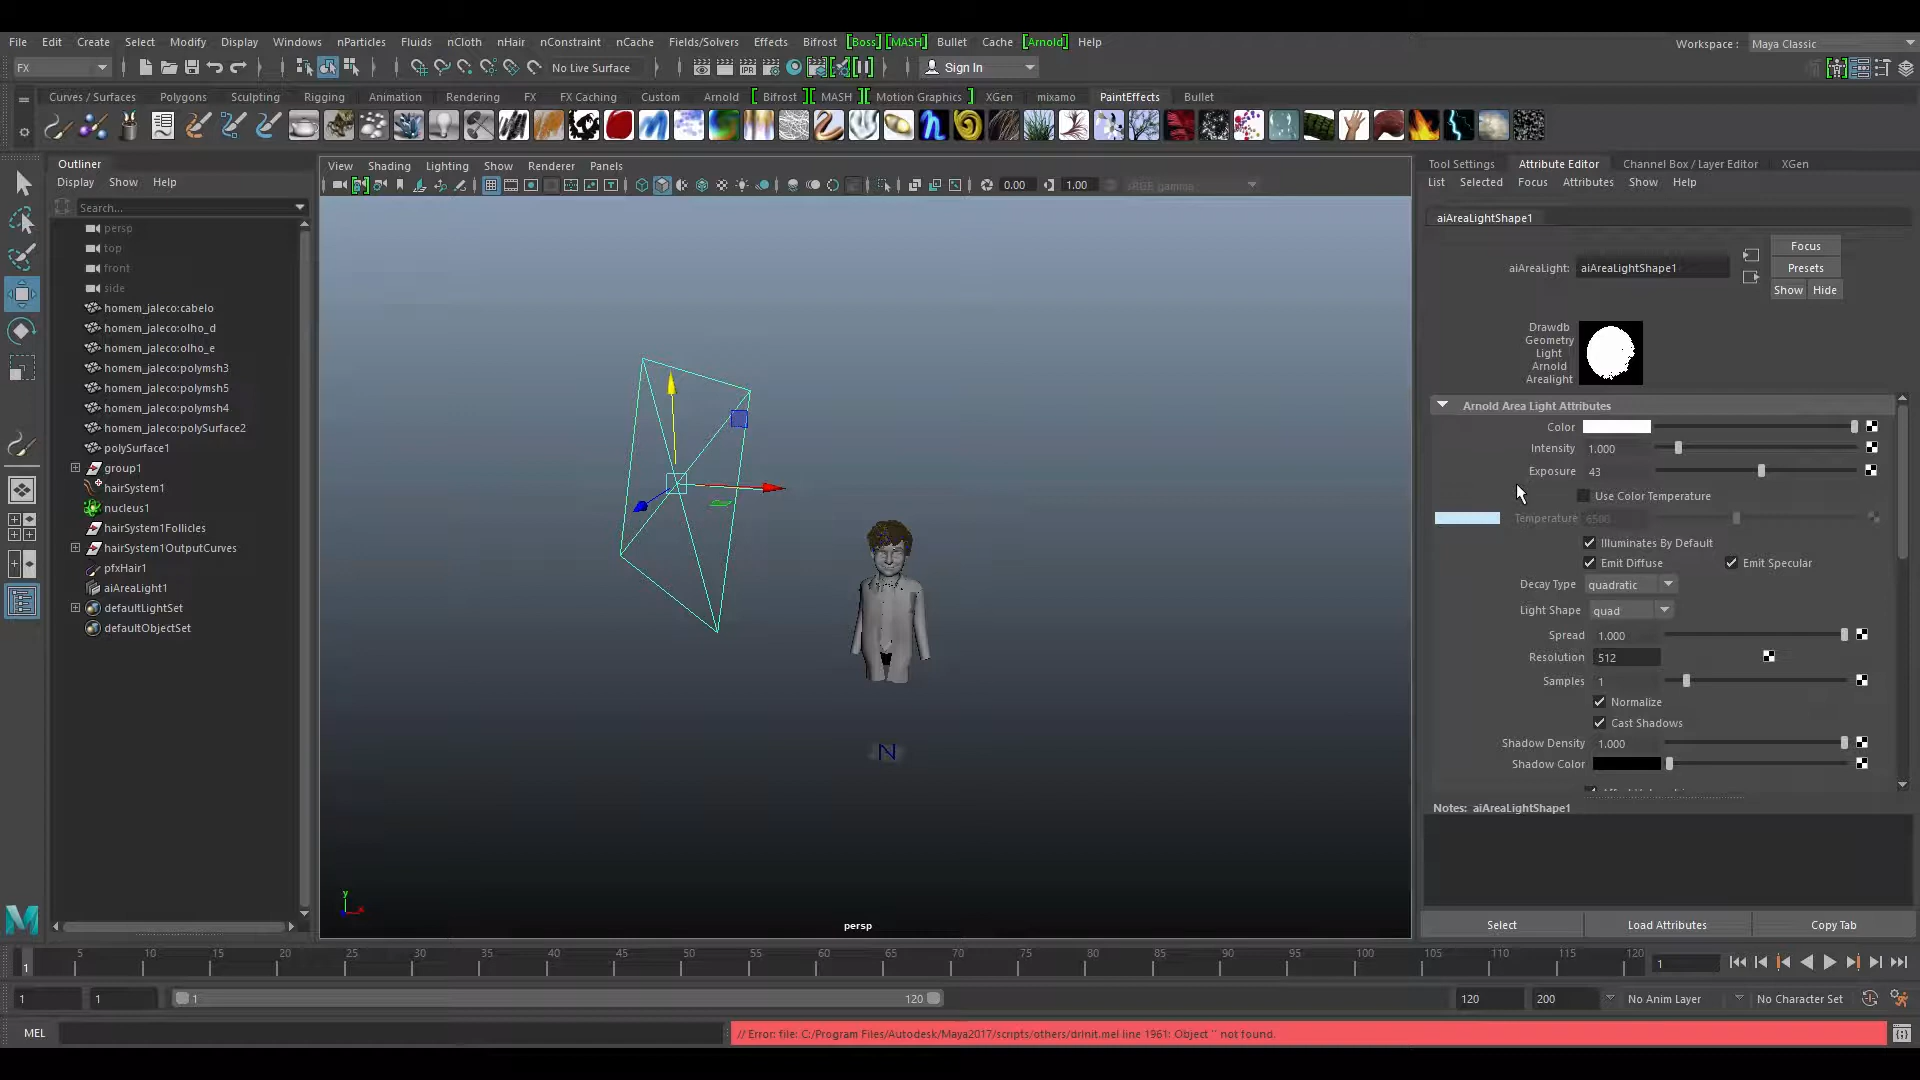 File Edit Create Select Modify Display Windows nParticles Fluids nCloth nHair nConstraint nCache Fields/Solvers Effects Bifrost [Boss] [MASH] Bullet Cache [Arnold] Help
Workspace : Maya Classic
FX No Live Surface Sign In
Curves / Surfaces Polygons Sculpting Rigging Animation Rendering FX FX Caching Custom Arnold [ Bifrost ] [ MASH ] [ Motion Graphics ] XGen mixamo PaintEffects Bullet
IPR
Outliner
Display Show Help
Search...
persp
top
front
side
homem_jaleco:cabelo
homem_jaleco:olho_d
homem_jaleco:olho_e
homem_jaleco:polymsh3
homem_jaleco:polymsh5
homem_jaleco:polymsh4
homem_jaleco:polySurface2
polySurface1
group1
hairSystem1
nucleus1
hairSystem1Follicles
hairSystem1OutputCurves
pfxHair1
aiAreaLight1
defaultLightSet
defaultObjectSet
View Shading Lighting Show Renderer Panels
0.00 1.00
N
y
persp
Tool Settings Attribute Editor Channel Box / Layer Editor XGen
List Selected Focus Attributes Show Help
aiAreaLightShape1
aiAreaLight: aiAreaLightShape1
Focus
Presets
Show Hide
Drawdb
Geometry
Light
Arnold
Arealight
Arnold Area Light Attributes
Color
Intensity 1.000
Exposure 43
Use Color Temperature
Temperature 6500
Illuminates By Default
Emit Diffuse Emit Specular
Decay Type quadratic
Light Shape quad
Spread 1.000
Resolution 512
Samples 1
Normalize
Cast Shadows
Shadow Density 1.000
Shadow Color
Notes: aiAreaLightShape1
Select Load Attributes Copy Tab
1 5 10 15 20 25 30 35 40 45 50 55 60 65 70 75 80 85 90 95 100 105 110 115 120 1
1 1 1 120 120 200 No Anim Layer No Character Set
MEL
// Error: file: C:/Program Files/Autodesk/Maya2017/scripts/others/drInit.mel line 1961: Object '' not found.